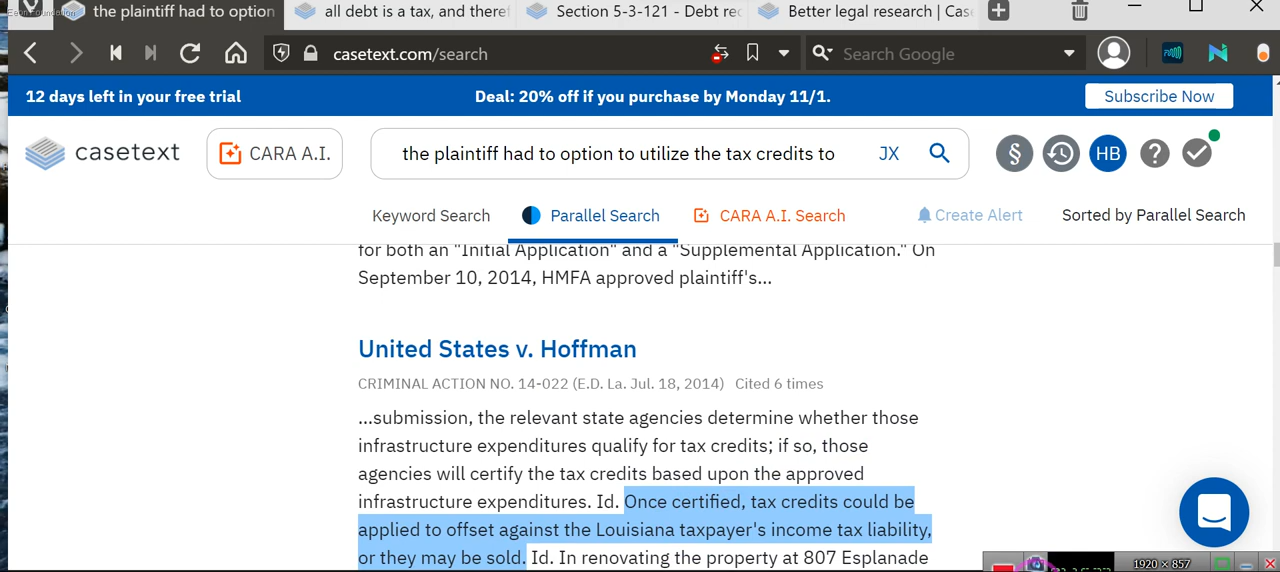 Eeon Foundation
the plaintiff had to option
all debt is a tax, and theref
Section 5-3-121 - Debt rec
Better legal research | Case
casetext.com/search
Search Google
12 days left in your free trial
Deal: 20% off if you purchase by Monday 11/1.
Subscribe Now
casetext
CARA A.I.
the plaintiff had to option to utilize the tax credits to
JX
§
HB
?
Keyword Search
Parallel Search
CARA A.I. Search
Create Alert
Sorted by Parallel Search
for both an "Initial Application" and a "Supplemental Application." On
September 10, 2014, HMFA approved plaintiff's...
United States v. Hoffman
CRIMINAL ACTION NO. 14-022 (E.D. La. Jul. 18, 2014) Cited 6 times
...submission, the relevant state agencies determine whether those
infrastructure expenditures qualify for tax credits; if so, those
agencies will certify the tax credits based upon the approved
infrastructure expenditures. Id. Once certified, tax credits could be
applied to offset against the Louisiana taxpayer's income tax liability,
or they may be sold. Id. In renovating the property at 807 Esplanade
1920 × 857